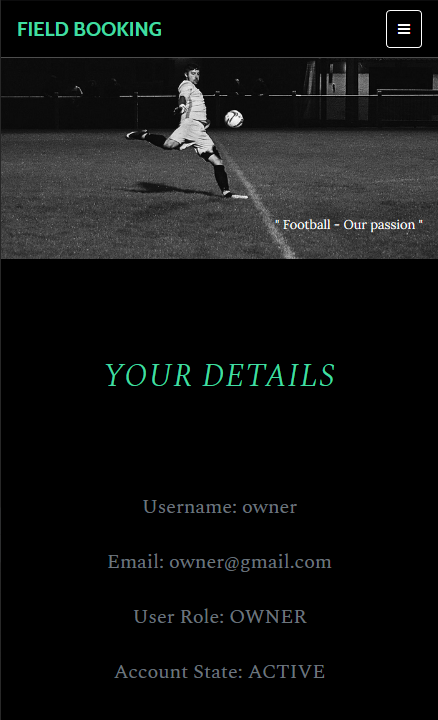 FIELD BOOKING
" Football - Our passion "
YOUR DETAILS
Username: owner
Email: owner@gmail.com
User Role: OWNER
Account State: ACTIVE